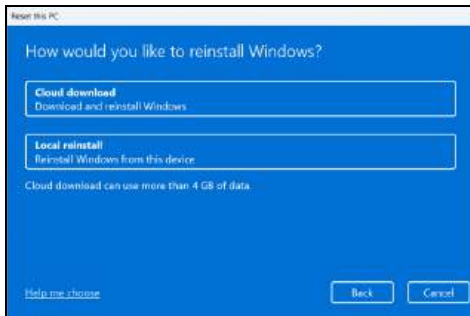 Reset this PC
How would you like to reinstall Windows?
Cloud download
Download and reinstall Windows
Local reinstall
Reinstall Windows from this device
Cloud download can use more than 4 GB of data.
Help me choose
Back
Cancel